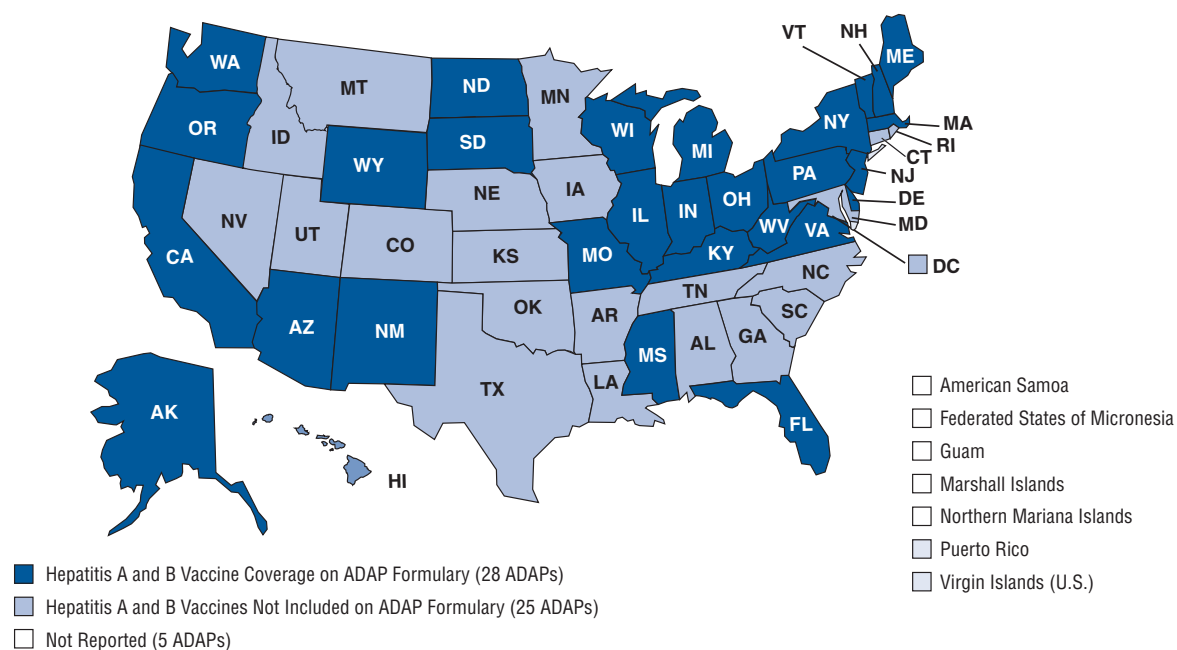 VT
NH
ME
WA
MT
ND
MN
OR
ID
WY
SD
WI
MI
NY
MA
RI
CT
NJ
DE
MD
DC
PA
NE
IA
IL
IN
OH
WV
VA
NV
UT
CO
KS
MO
KY
CA
AZ
NM
OK
AR
TN
NC
SC
TX
LA
MS
AL
GA
FL
AK
HI
American Samoa
Federated States of Micronesia
Guam
Marshall Islands
Northern Mariana Islands
Puerto Rico
Virgin Islands (U.S.)
Hepatitis A and B Vaccine Coverage on ADAP Formulary (28 ADAPs)
Hepatitis A and B Vaccines Not Included on ADAP Formulary (25 ADAPs)
Not Reported (5 ADAPs)